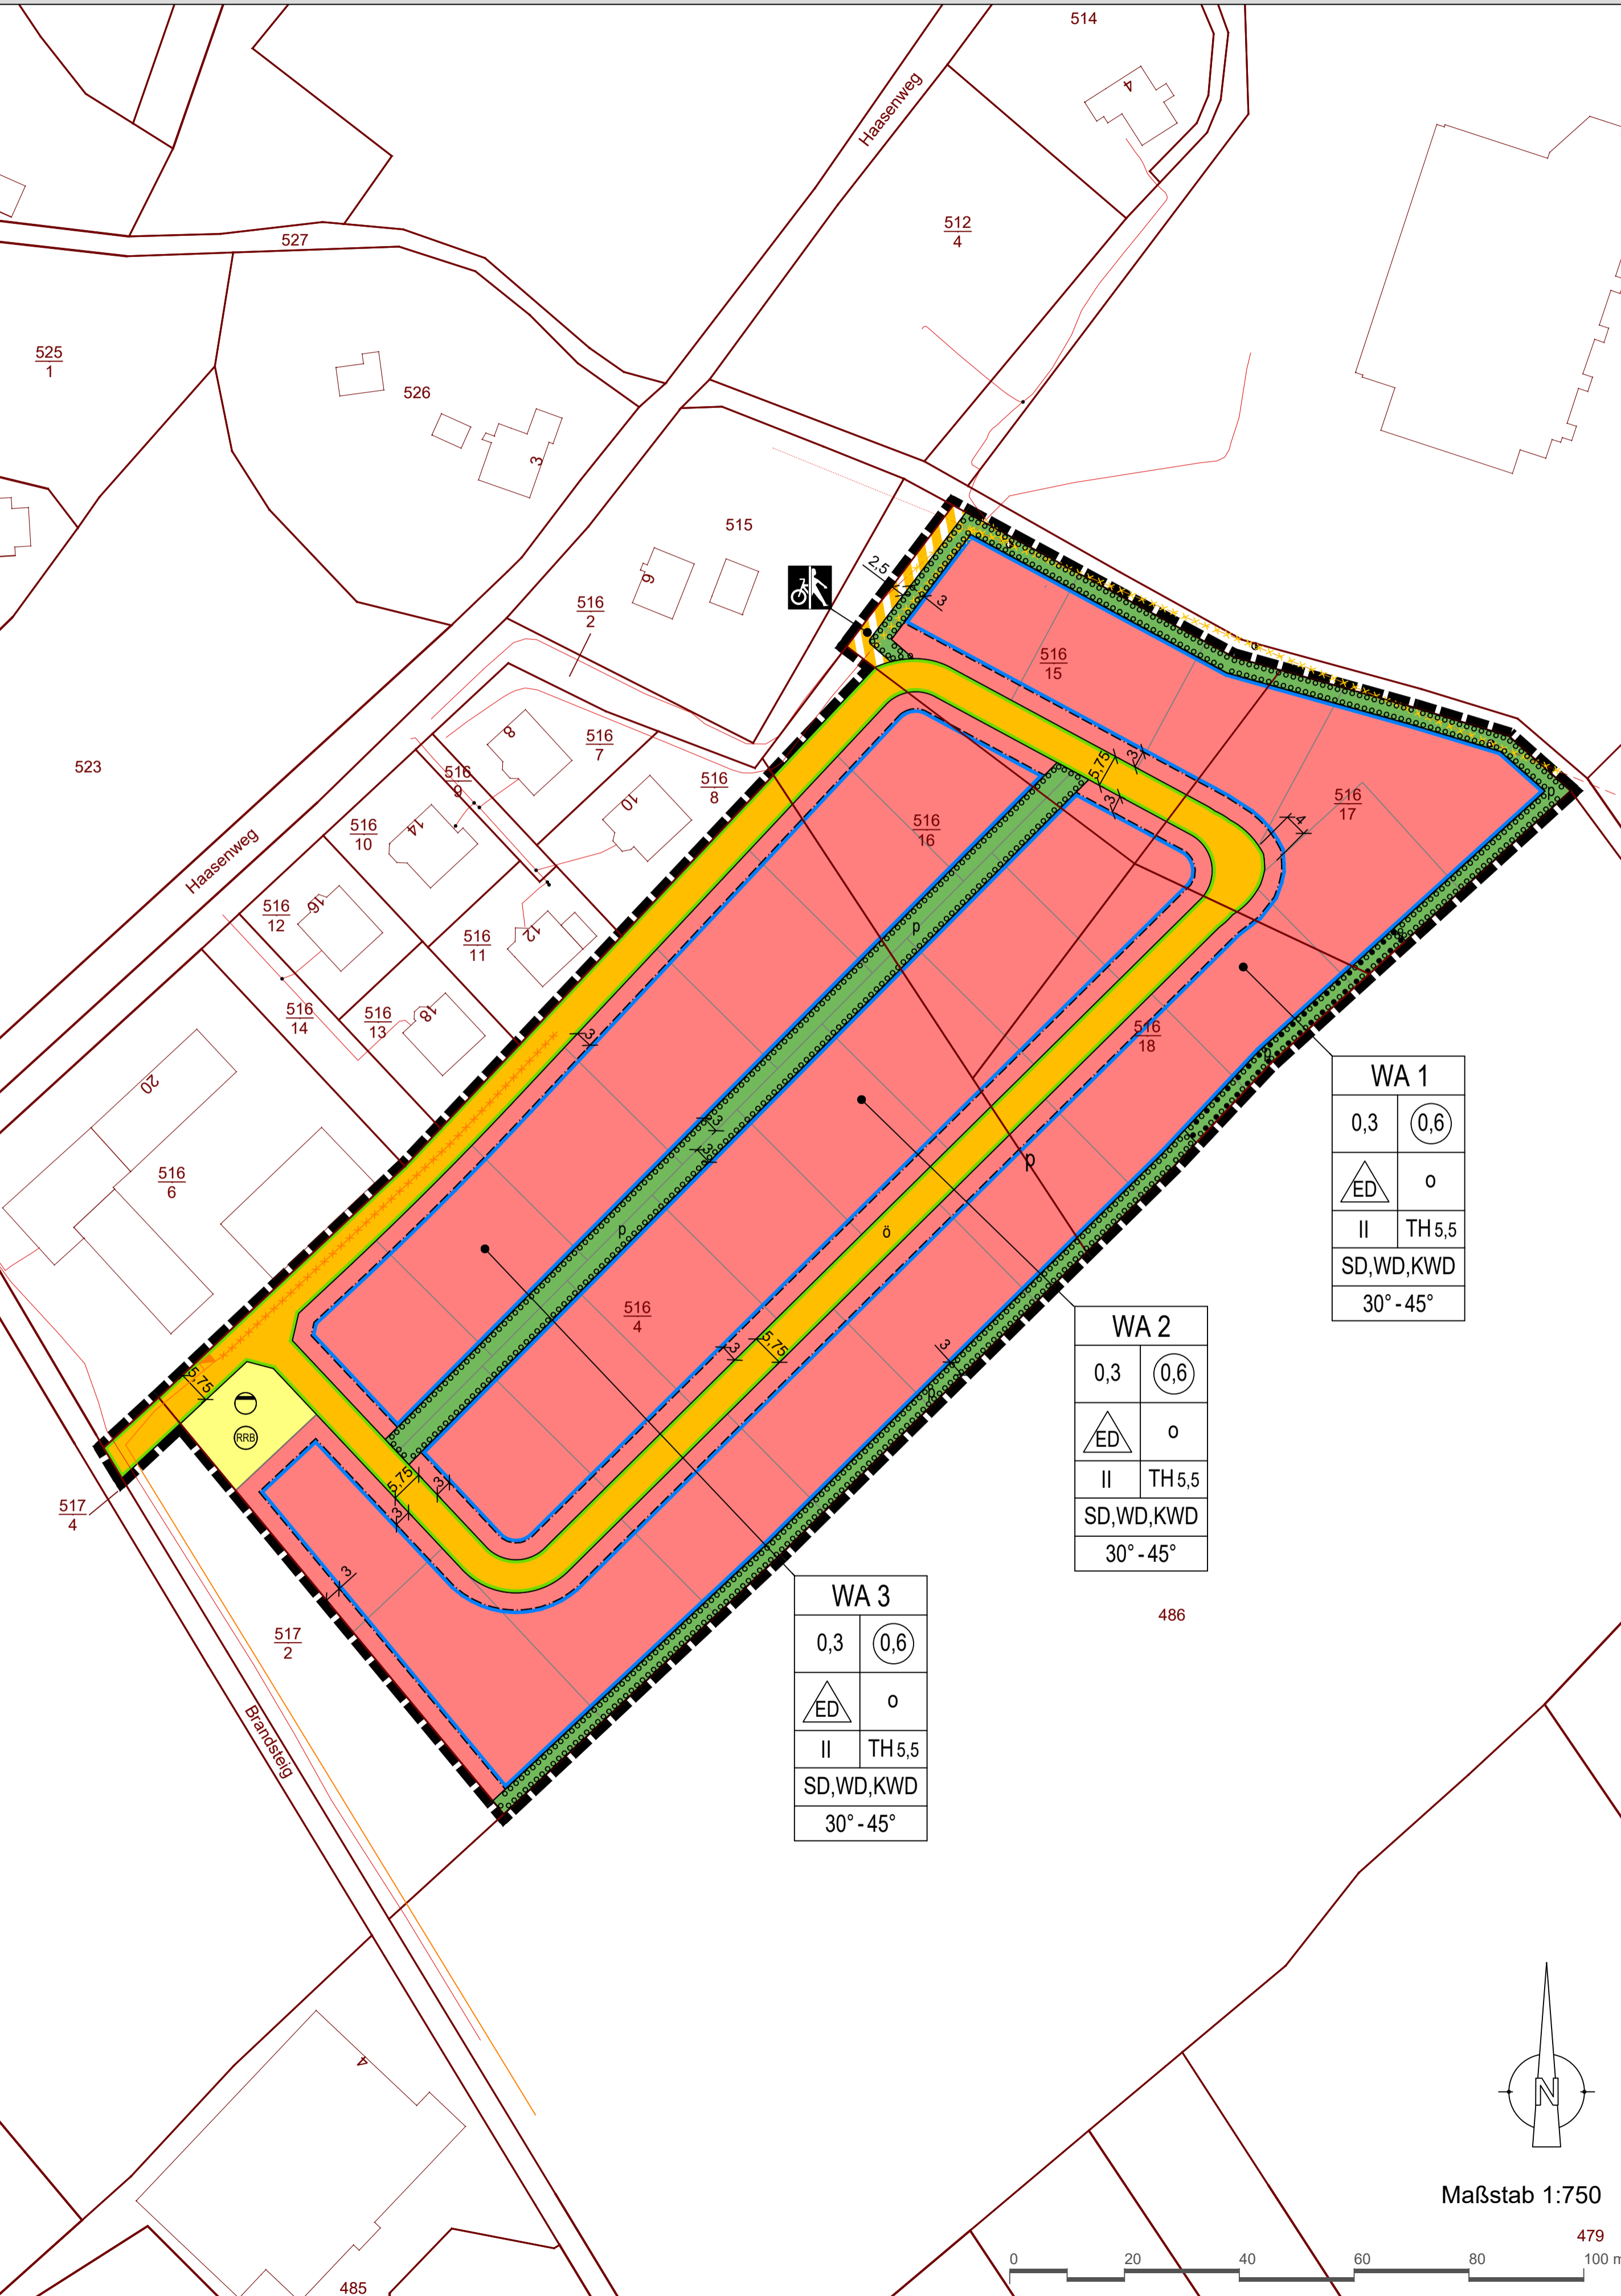 514
Haasenweg
4
512
4
527
525
1
526
3
515
6
516
2
2,5
3
516
15
8
516
7
516
9
516
8
10
523
Haasenweg
516
10
14
516
12
16
516
11
12
516
14
516
13
18
20
516
6
516
16
5,75
3
3
516
17
4
p
p
516
18
p
p
p
3
3
3
p
ö
516
4
3
5,75
3
p
5,75
RRB
5,75
3
3
3
517
4
517
2
Brandsteig
WA 1
0,3 0,6
ED o
II TH 5,5
SD,WD,KWD
30° - 45°
WA 2
0,3 0,6
ED o
II TH 5,5
SD,WD,KWD
30° - 45°
WA 3
0,3 0,6
ED o
II TH 5,5
SD,WD,KWD
30° - 45°
486
4
485
N
Maßstab 1:750
479
0 20 40 60 80 100 m